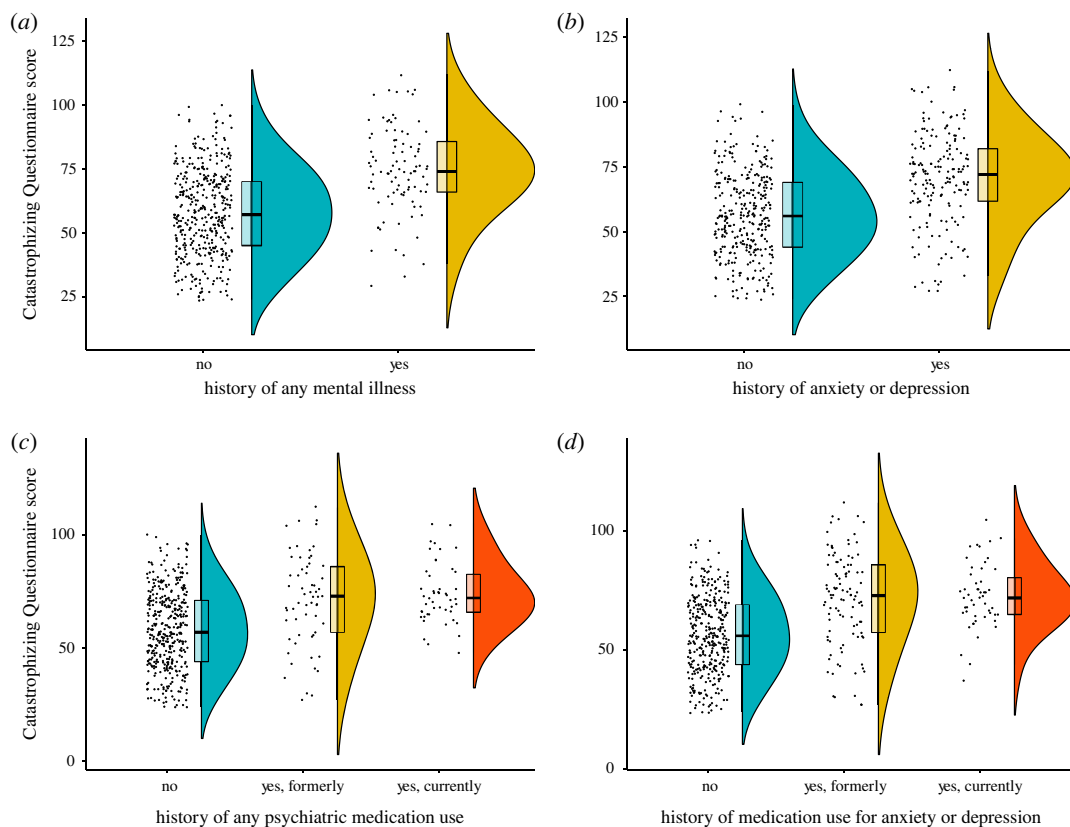 (a)
125
100
75
50
25
Catastrophizing Questionnaire score
no
yes
history of any mental illness
(b)
125
100
75
50
25
no
yes
history of anxiety or depression
(c)
100
50
0
Catastrophizing Questionnaire score
no
yes, formerly
yes, currently
history of any psychiatric medication use
(d)
100
50
0
no
yes, formerly
yes, currently
history of medication use for anxiety or depression